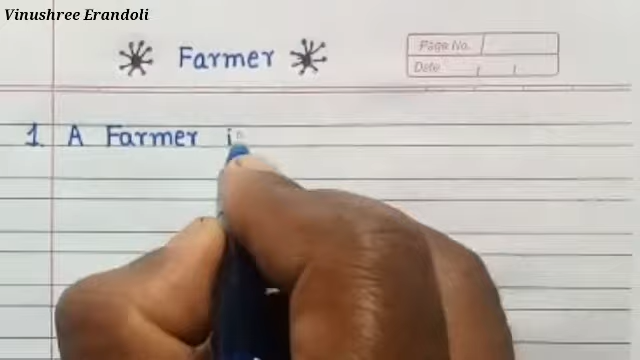 Vinushree Erandoli
Farmer
Page No.
Date
1. A Farmer i